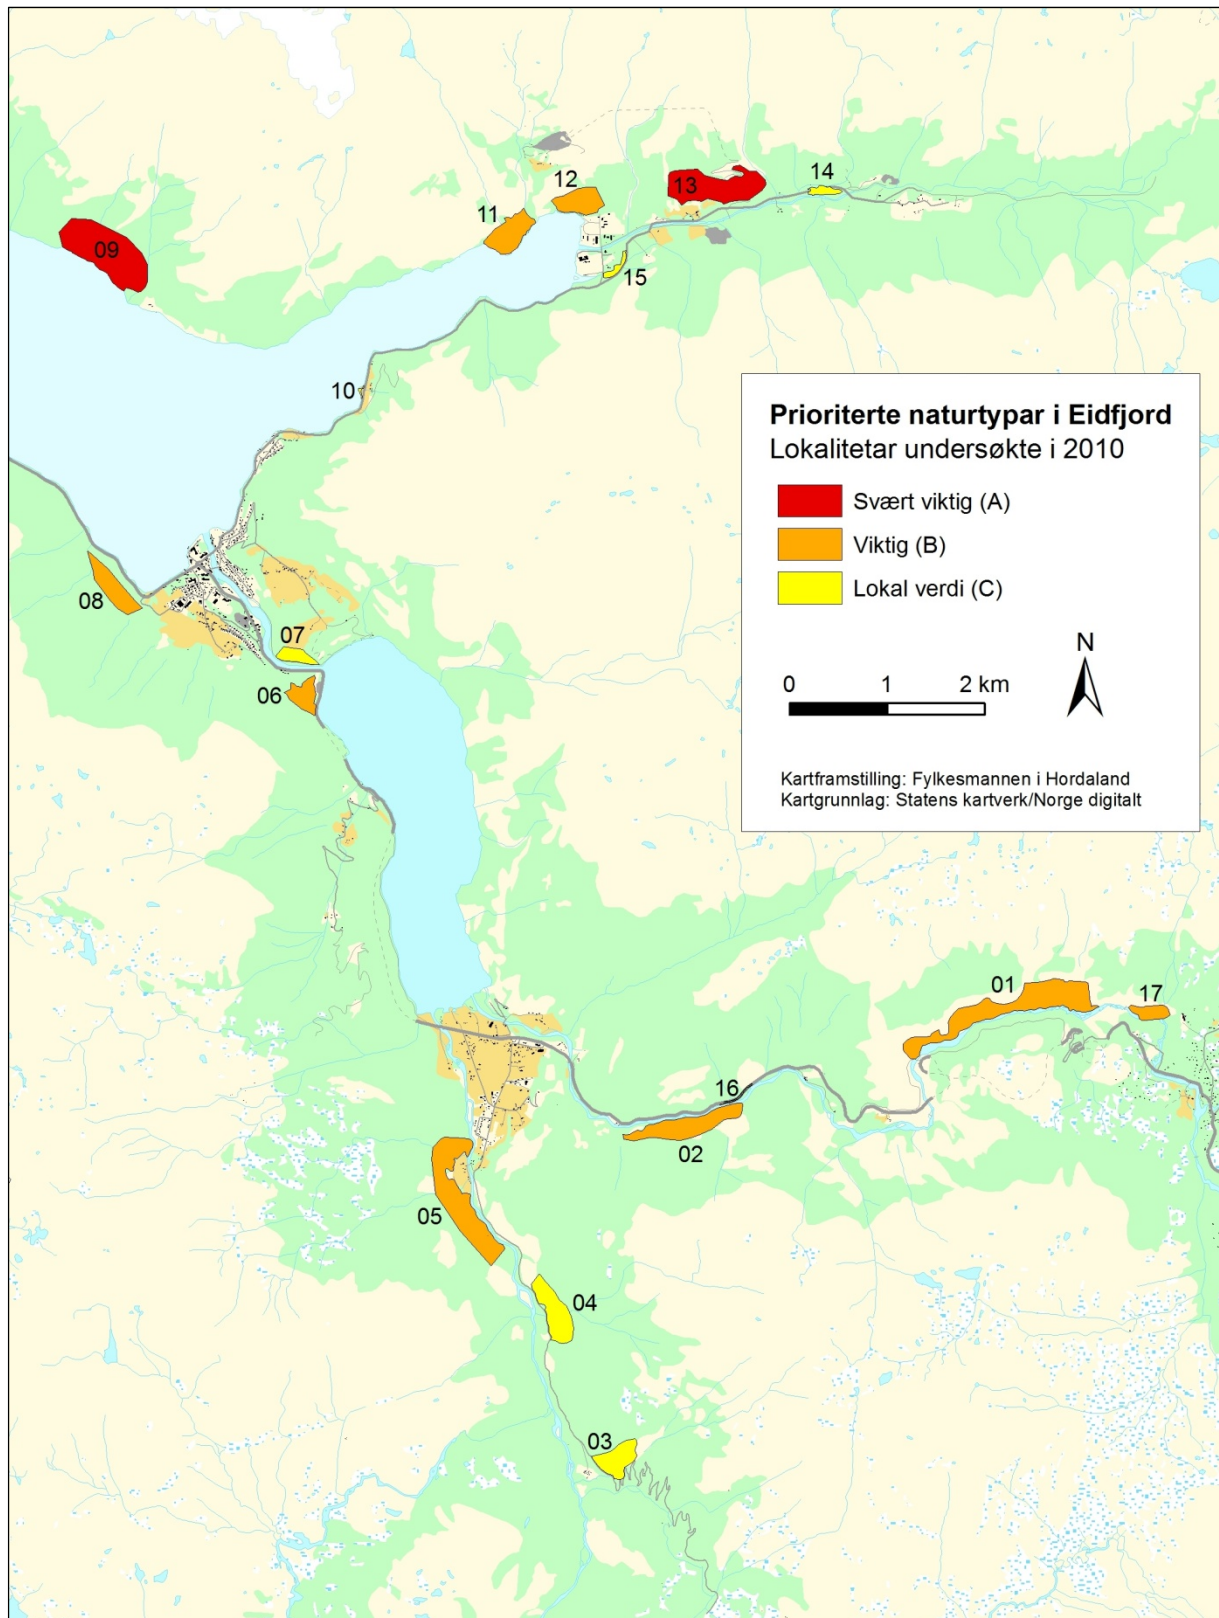 12
13
14
11
09
15
10
Prioriterte naturtypar i Eidfjord
Lokalitetar undersøkte i 2010
Svært viktig (A)
Viktig (B)
Lokal verdi (C)
N
0 1 2 km
Kartframstilling: Fylkesmannen i Hordaland
Kartgrunnlag: Statens kartverk/Norge digitalt
08
07
06
01
17
16
02
05
04
03